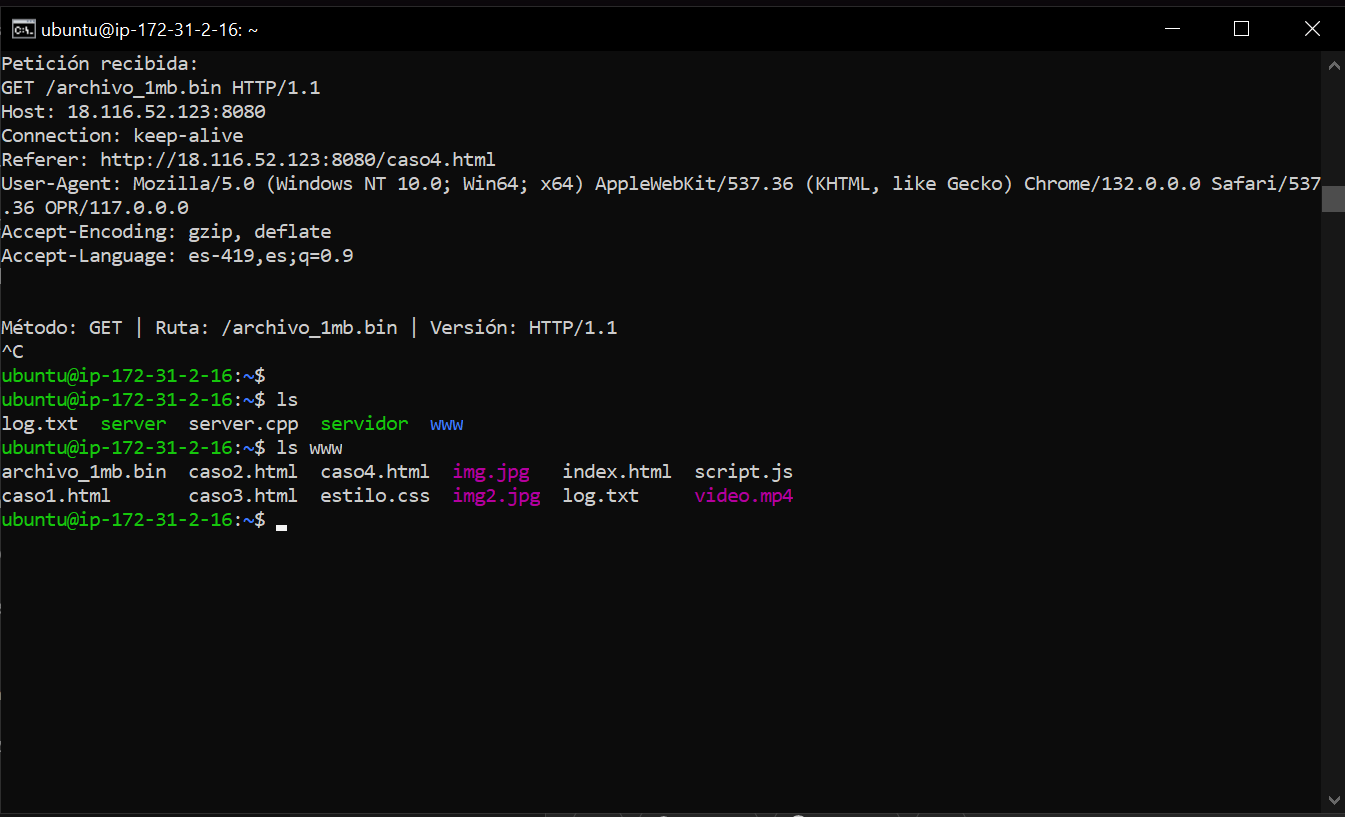 ubuntu@ip-172-31-2-16: ~
Petición recibida:
GET /archivo_1mb.bin HTTP/1.1
Host: 18.116.52.123:8080
Connection: keep-alive
Referer: http://18.116.52.123:8080/caso4.html
User-Agent: Mozilla/5.0 (Windows NT 10.0; Win64; x64) AppleWebKit/537.36 (KHTML, like Gecko) Chrome/132.0.0.0 Safari/537
.36 OPR/117.0.0.0
Accept-Encoding: gzip, deflate
Accept-Language: es-419,es;q=0.9
Método: GET | Ruta: /archivo_1mb.bin | Versión: HTTP/1.1
^C
ubuntu@ip-172-31-2-16:~$
ubuntu@ip-172-31-2-16:~$ ls
log.txt  server  server.cpp  servidor  www
ubuntu@ip-172-31-2-16:~$ ls www
archivo_1mb.bin  caso2.html  caso4.html  img.jpg   index.html  script.js
caso1.html       caso3.html  estilo.css  img2.jpg  log.txt     video.mp4
ubuntu@ip-172-31-2-16:~$